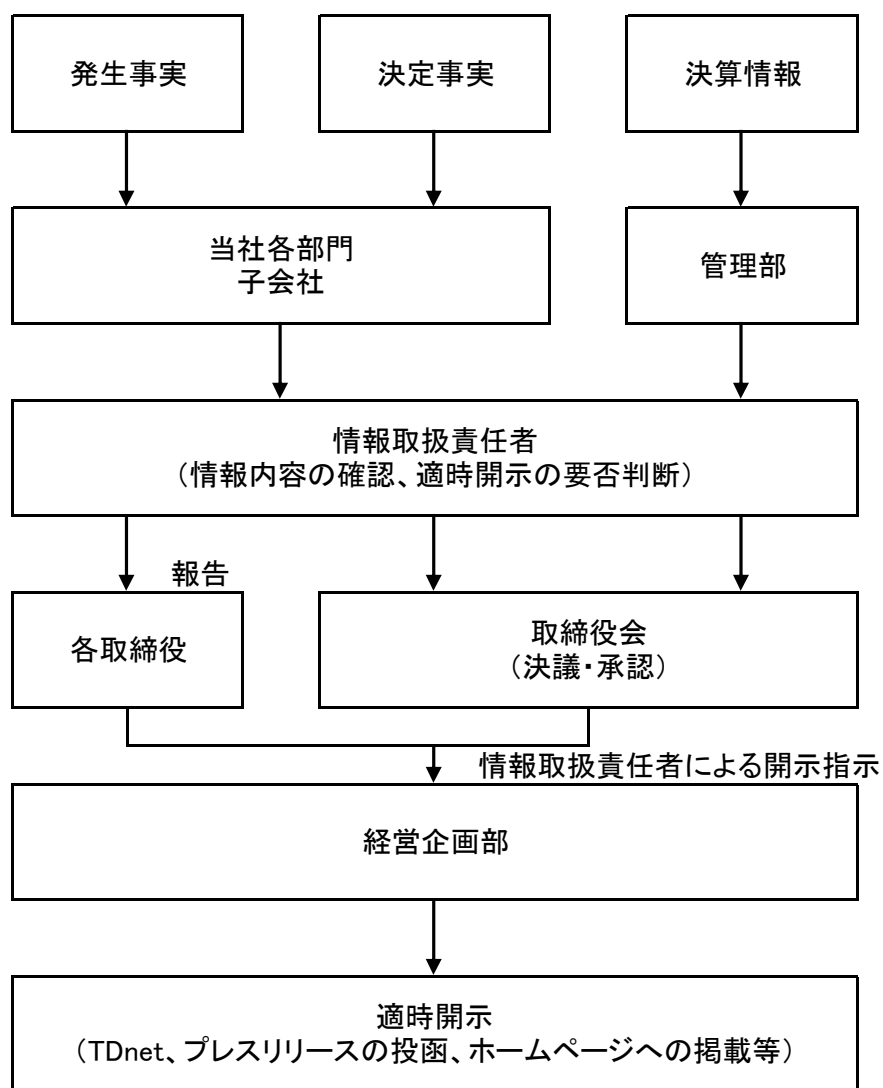 発生事実
決定事実
決算情報
当社各部門
子会社
管理部
情報取扱責任者
（情報内容の確認、適時開示の要否判断）
報告
各取締役
取締役会
（決議・承認）
情報取扱責任者による開示指示
経営企画部
適時開示
（TDnet、プレスリリースの投函、ホームページへの掲載等）